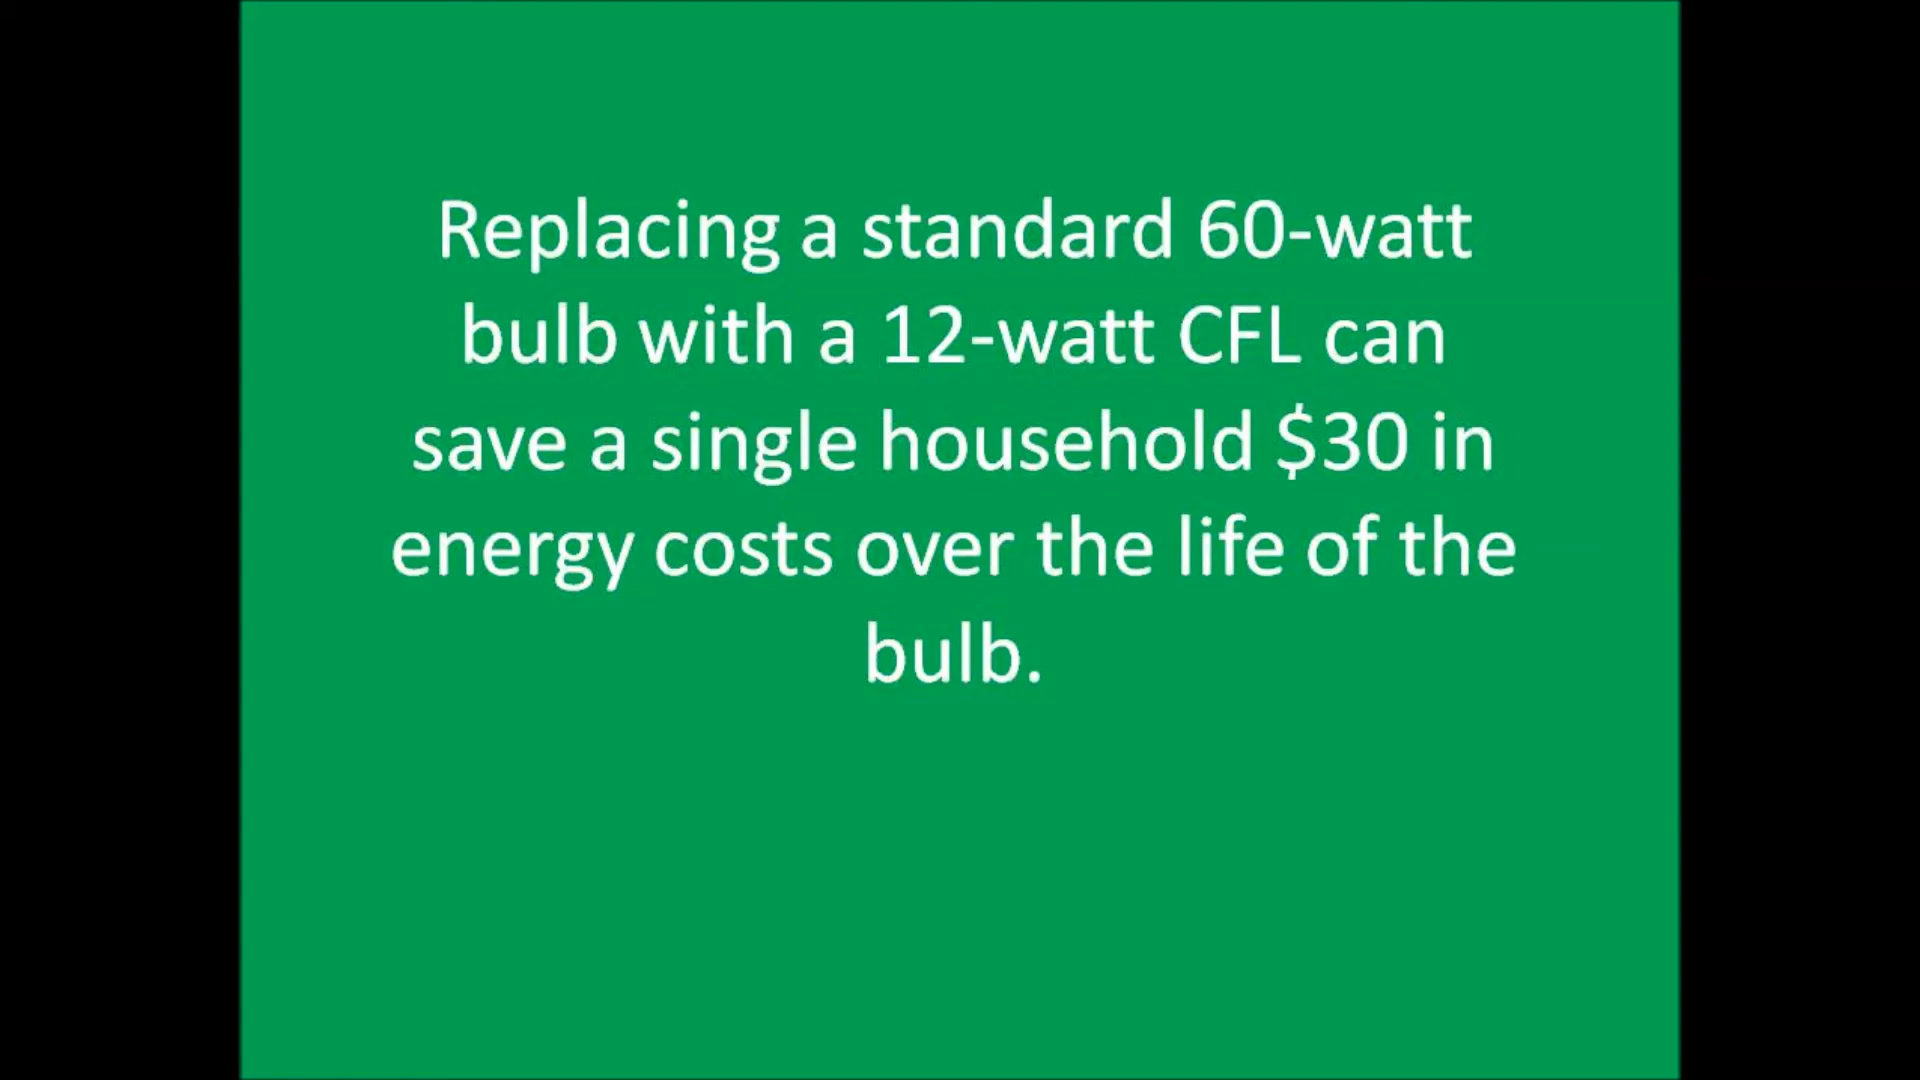 Replacing a standard 60-watt
bulb with a 12-watt CFL can
save a single household $30 in
energy costs over the life of the
bulb.